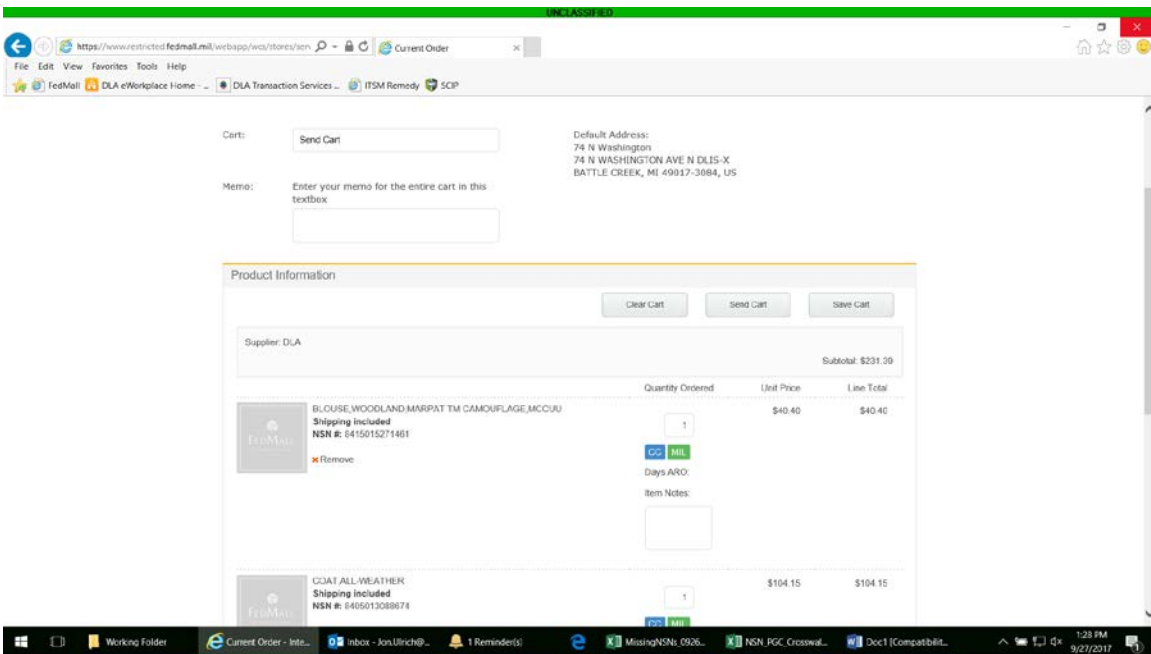 UNCLASSIFIED
https://www.restricted.fedmall.mil/webapp/wcs/stores/serv
Current Order
File Edit View Favorites Tools Help
FedMall DLA eWorkplace Home - ... DLA Transaction Services ... ITSM Remedy SCIP
Cart: Send Cart
Default Address:
74 N Washington
74 N WASHINGTON AVE N DLIS-X
BATTLE CREEK, MI 49017-3084, US
Memo: Enter your memo for the entire cart in this
textbox
Product Information
Clear Cart Send Cart Save Cart
Supplier: DLA
Subtotal: $231.39
Quantity Ordered Unit Price Line Total
BLOUSE,WOODLAND MARPAT TM CAMOUFLAGE,MCCUU
Shipping included
NSN #: 8415015271461
Remove
1 $40.40 $40.40
CC MIL
Days ARO:
Item Notes:
FEDMALL
COAT,ALL-WEATHER
Shipping included
NSN #: 8405013088674
1 $104.15 $104.15
CC MIL
FEDMALL
Working Folder Current Order - Inte... Inbox - Jon.Ulrich@... 1 Reminder(s) MissingNSNs_0926... NSN_PGC_Crosswal... Doc1 [Compatibilit...
1:23 PM
9/27/2017